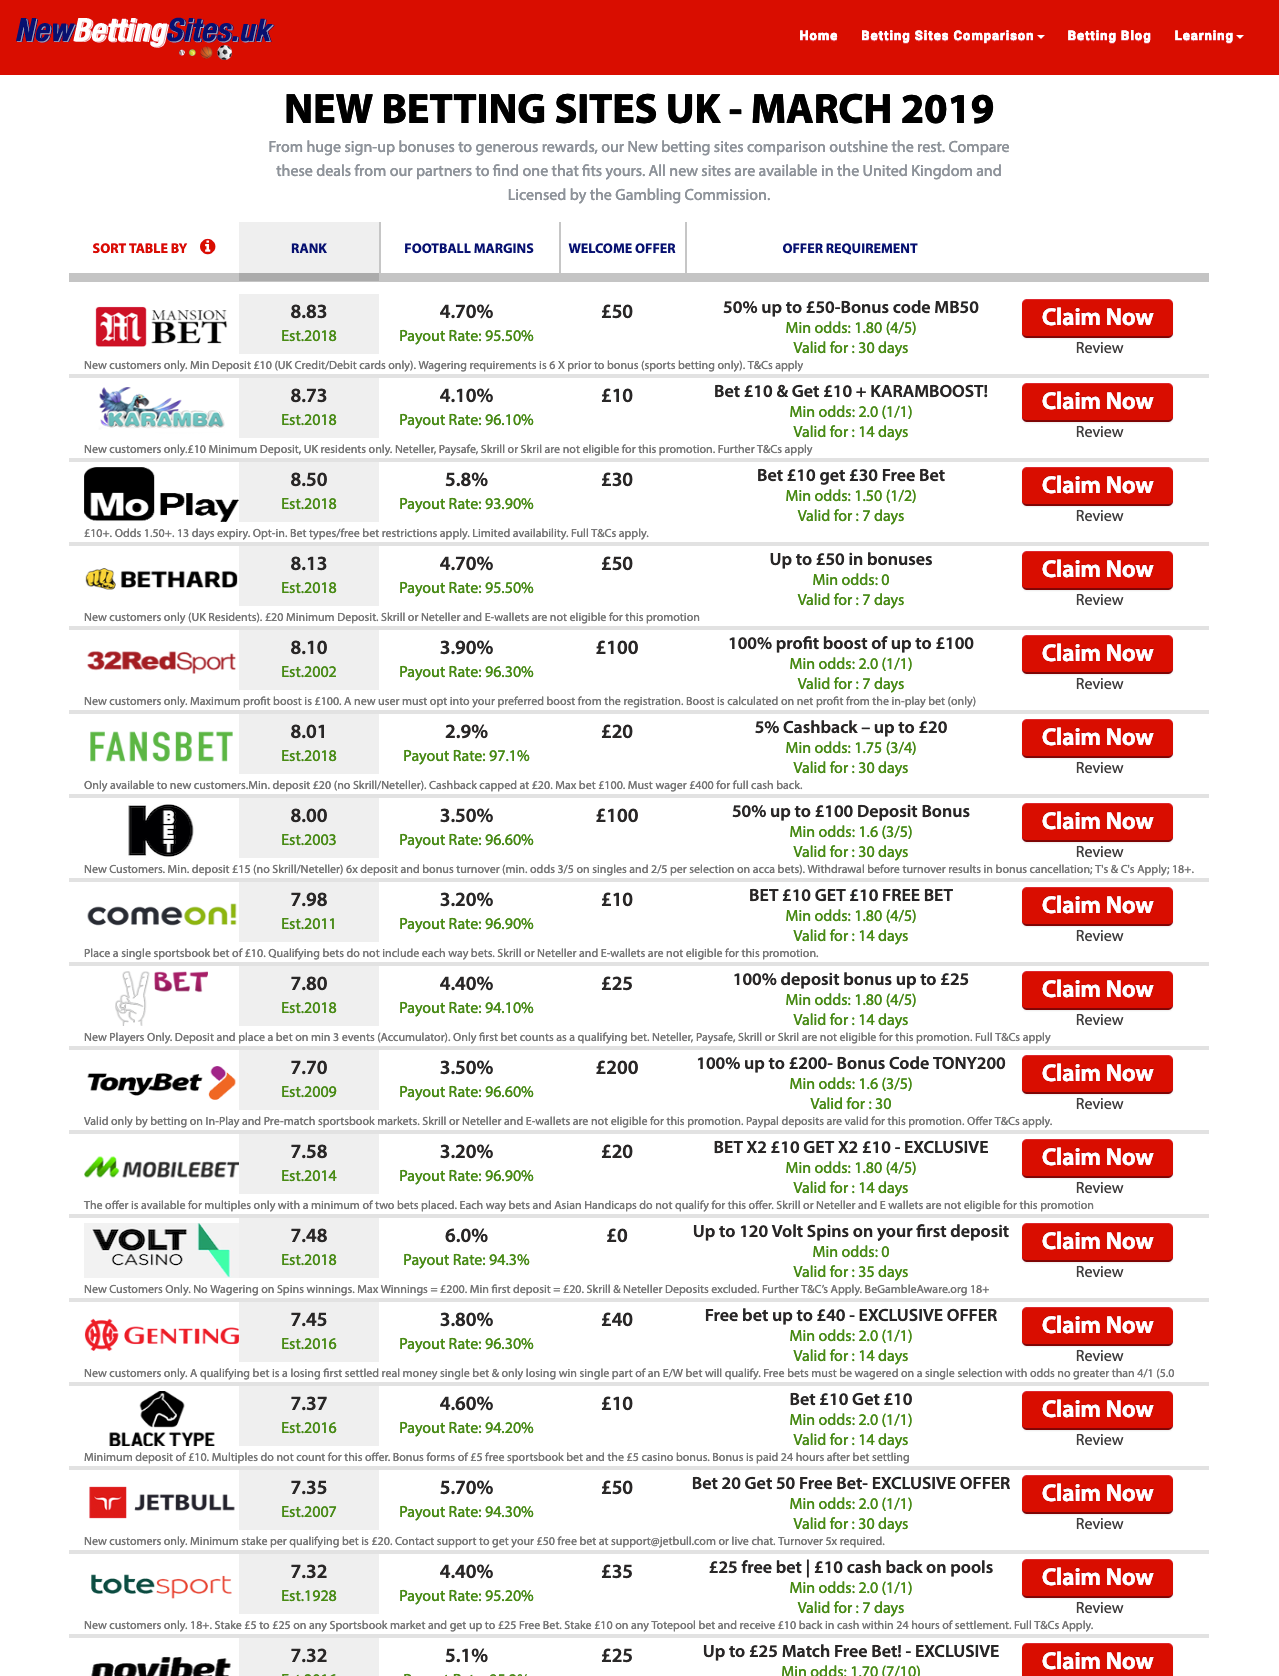 NewBettingSites.uk
Home Betting Sites Comparison Betting Blog Learning
NEW BETTING SITES UK - MARCH 2019
From huge sign-up bonuses to generous rewards, our New betting sites comparison outshine the rest. Compare
these deals from our partners to find one that fits yours. All new sites are available in the United Kingdom and
Licensed by the Gambling Commission.
SORT TABLE BY RANK FOOTBALL MARGINS WELCOME OFFER OFFER REQUIREMENT
M MANSION BET 8.83 4.70% £50 50% up to £50-Bonus code MB50 Claim Now
Est.2018 Payout Rate: 95.50% Min odds: 1.80 (4/5)
Valid for : 30 days Review
New customers only. Min Deposit £10 (UK Credit/Debit cards only). Wagering requirements is 6 X prior to bonus (sports betting only). T&Cs apply
KARAMBA 8.73 4.10% £10 Bet £10 & Get £10 + KARAMBOOST! Claim Now
Est.2018 Payout Rate: 96.10% Min odds: 2.0 (1/1)
Valid for : 14 days Review
New customers only.£10 Minimum Deposit, UK residents only. Neteller, Paysafe, Skrill or Skril are not eligible for this promotion. Further T&Cs apply
Mo Play 8.50 5.8% £30 Bet £10 get £30 Free Bet Claim Now
Est.2018 Payout Rate: 93.90% Min odds: 1.50 (1/2)
Valid for : 7 days Review
£10+. Odds 1.50+. 13 days expiry. Opt-in. Bet types/free bet restrictions apply. Limited availability. Full T&Cs apply.
BETHARD 8.13 4.70% £50 Up to £50 in bonuses Claim Now
Est.2018 Payout Rate: 95.50% Min odds: 0
Valid for : 7 days Review
New customers only (UK Residents). £20 Minimum Deposit. Skrill or Neteller and E-wallets are not eligible for this promotion
32RedSport 8.10 3.90% £100 100% profit boost of up to £100 Claim Now
Est.2002 Payout Rate: 96.30% Min odds: 2.0 (1/1)
Valid for : 7 days Review
New customers only. Maximum profit boost is £100. A new user must opt into your preferred boost from the registration. Boost is calculated on net profit from the in-play bet (only)
FANSBET 8.01 2.9% £20 5% Cashback – up to £20 Claim Now
Est.2018 Payout Rate: 97.1% Min odds: 1.75 (3/4)
Valid for : 30 days Review
Only available to new customers.Min. deposit £20 (no Skrill/Neteller). Cashback capped at £20. Max bet £100. Must wager £400 for full cash back.
10 BET 8.00 3.50% £100 50% up to £100 Deposit Bonus Claim Now
Est.2003 Payout Rate: 96.60% Min odds: 1.6 (3/5)
Valid for : 30 days Review
New Customers. Min. deposit £15 (no Skrill/Neteller) 6x deposit and bonus turnover (min. odds 3/5 on singles and 2/5 per selection on acca bets). Withdrawal before turnover results in bonus cancellation; T's & C's Apply; 18+.
comeon! 7.98 3.20% £10 BET £10 GET £10 FREE BET Claim Now
Est.2011 Payout Rate: 96.90% Min odds: 1.80 (4/5)
Valid for : 14 days Review
Place a single sportsbook bet of £10. Qualifying bets do not include each way bets. Skrill or Neteller and E-wallets are not eligible for this promotion.
BET 7.80 4.40% £25 100% deposit bonus up to £25 Claim Now
Est.2018 Payout Rate: 94.10% Min odds: 1.80 (4/5)
Valid for : 14 days Review
New Players Only. Deposit and place a bet on min 3 events (Accumulator). Only first bet counts as a qualifying bet. Neteller, Paysafe, Skrill or Skril are not eligible for this promotion. Full T&Cs apply
TonyBet 7.70 3.50% £200 100% up to £200- Bonus Code TONY200 Claim Now
Est.2009 Payout Rate: 96.60% Min odds: 1.6 (3/5)
Valid for : 30 Review
Valid only by betting on In-Play and Pre-match sportsbook markets. Skrill or Neteller and E-wallets are not eligible for this promotion. Paypal deposits are valid for this promotion. Offer T&Cs apply.
MOBILEBET 7.58 3.20% £20 BET X2 £10 GET X2 £10 - EXCLUSIVE Claim Now
Est.2014 Payout Rate: 96.90% Min odds: 1.80 (4/5)
Valid for : 14 days Review
The offer is available for multiples only with a minimum of two bets placed. Each way bets and Asian Handicaps do not qualify for this offer. Skrill or Neteller and E wallets are not eligible for this promotion
VOLT CASINO 7.48 6.0% £0 Up to 120 Volt Spins on your first deposit Claim Now
Est.2018 Payout Rate: 94.3% Min odds: 0
Valid for : 35 days Review
New Customers Only. No Wagering on Spins winnings. Max Winnings = £200. Min first deposit = £20. Skrill & Neteller Deposits excluded. Further T&C's Apply. BeGambleAware.org 18+
GENTING 7.45 3.80% £40 Free bet up to £40 - EXCLUSIVE OFFER Claim Now
Est.2016 Payout Rate: 96.30% Min odds: 2.0 (1/1)
Valid for : 14 days Review
New customers only. A qualifying bet is a losing first settled real money single bet & only losing win single part of an E/W bet will qualify. Free bets must be wagered on a single selection with odds no greater than 4/1 (5.0
BLACK TYPE 7.37 4.60% £10 Bet £10 Get £10 Claim Now
Est.2016 Payout Rate: 94.20% Min odds: 2.0 (1/1)
Valid for : 14 days Review
Minimum deposit of £10. Multiples do not count for this offer. Bonus forms of £5 free sportsbook bet and the £5 casino bonus. Bonus is paid 24 hours after bet settling
JETBULL 7.35 5.70% £50 Bet 20 Get 50 Free Bet- EXCLUSIVE OFFER Claim Now
Est.2007 Payout Rate: 94.30% Min odds: 2.0 (1/1)
Valid for : 30 days Review
New customers only. Minimum stake per qualifying bet is £20. Contact support to get your £50 free bet at support@jetbull.com or live chat. Turnover 5x required.
totesport 7.32 4.40% £35 £25 free bet | £10 cash back on pools Claim Now
Est.1928 Payout Rate: 95.20% Min odds: 2.0 (1/1)
Valid for : 7 days Review
New customers only. 18+. Stake £5 to £25 on any Sportsbook market and get up to £25 Free Bet. Stake £10 on any Totepool bet and receive £10 back in cash within 24 hours of settlement. Full T&Cs Apply.
novibet 7.32 5.1% £25 Up to £25 Match Free Bet! - EXCLUSIVE Claim Now
Min odds: 1.70 (7/10)